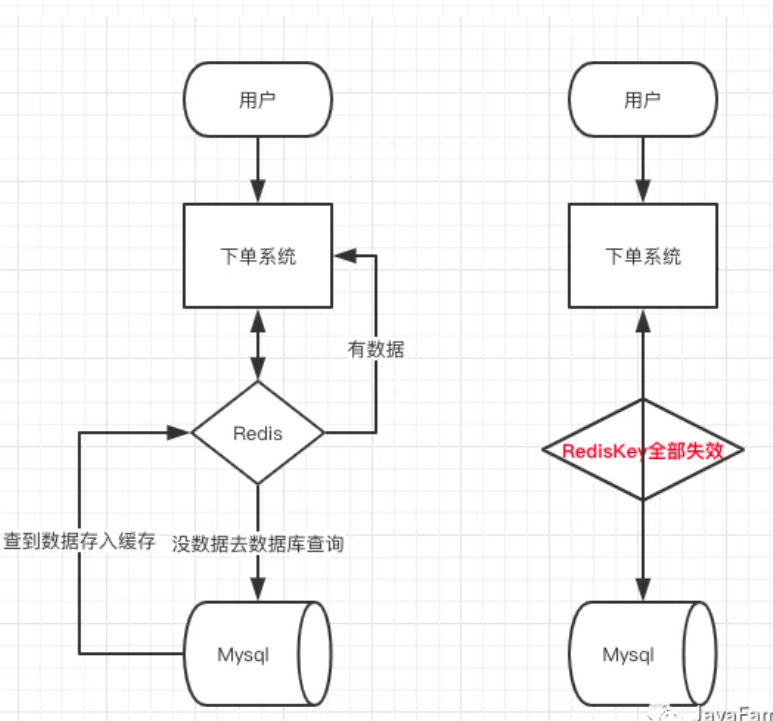 用户
下单系统
有数据
Redis
查到数据存入缓存
没数据去数据库查询
Mysql
用户
下单系统
RedisKey全部失效
Mysql
JavaFam